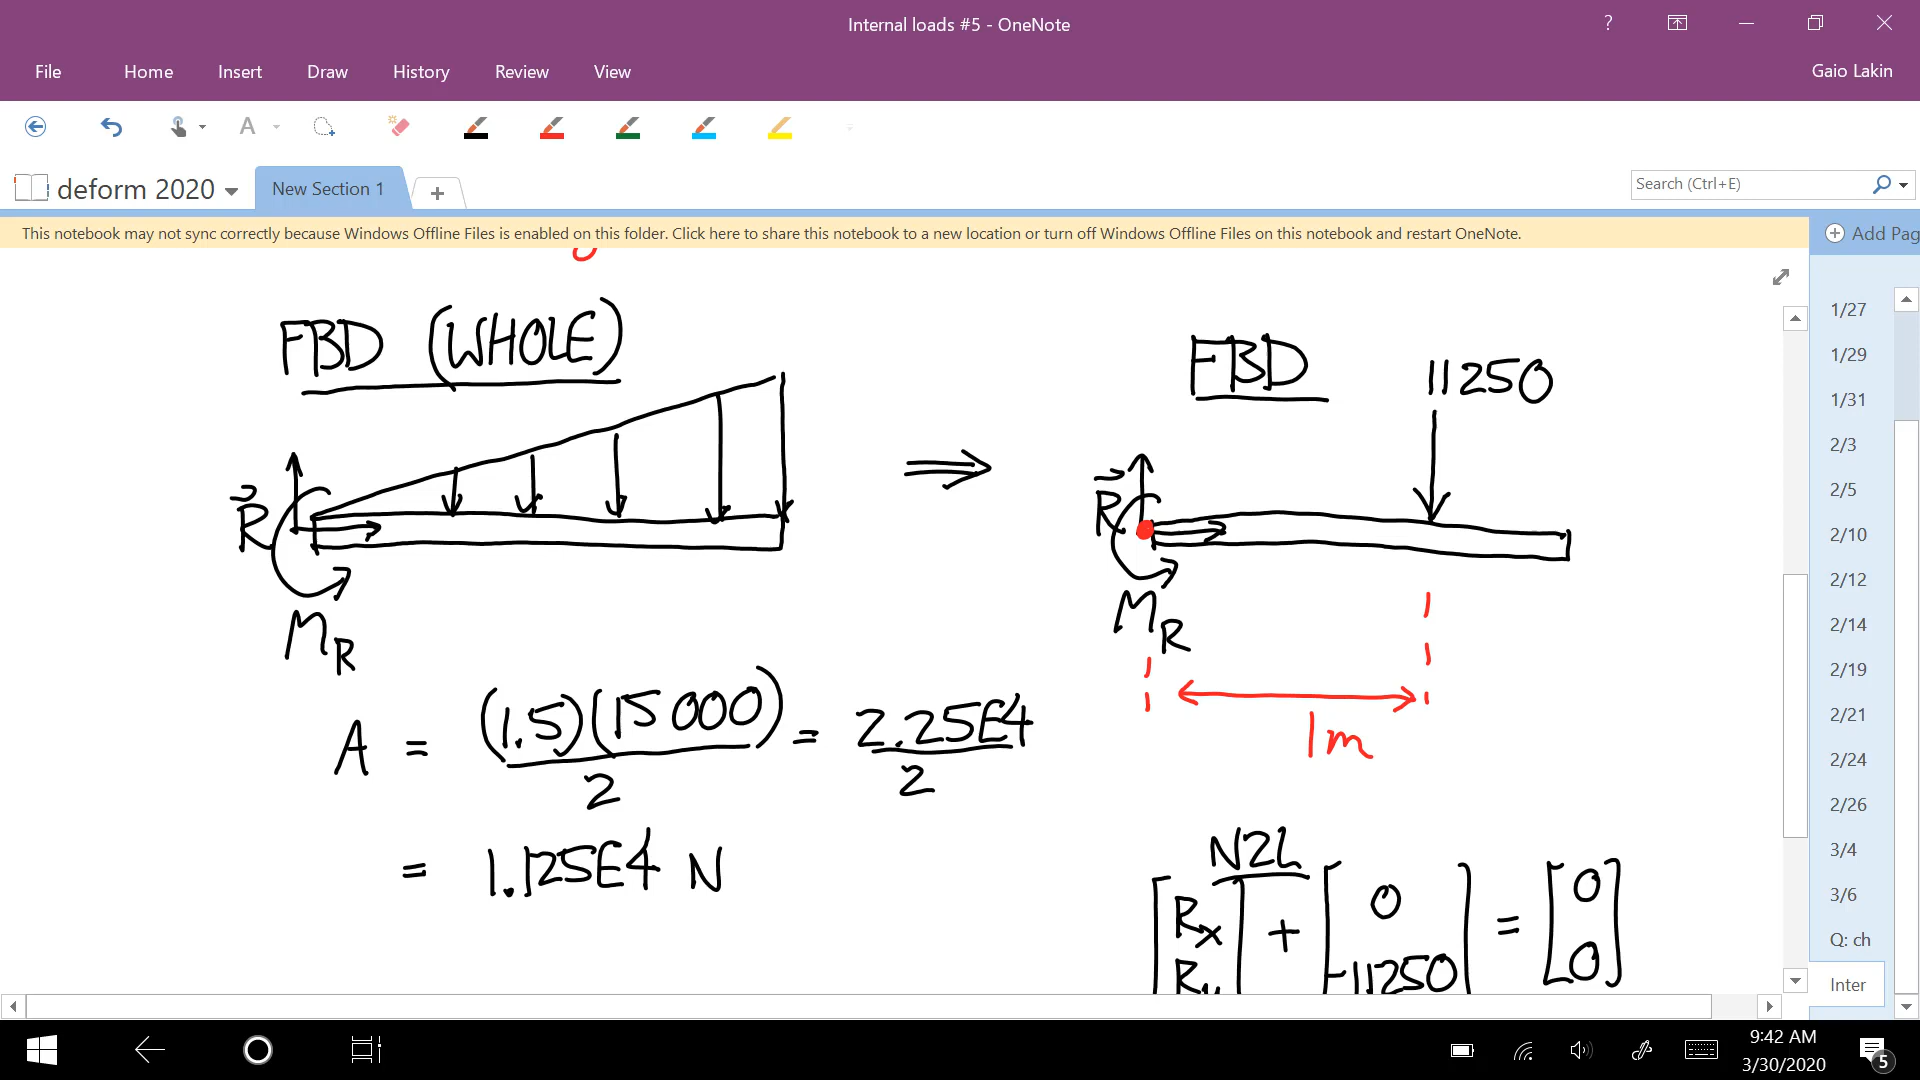 Internal loads #5 - OneNote
?
File Home Insert Draw History Review View
Gaio Lakin
A
deform 2020
New Section 1
+
Search (Ctrl+E)
This notebook may not sync correctly because Windows Offline Files is enabled on this folder. Click here to share this notebook to a new location or turn off Windows Offline Files on this notebook and restart OneNote.
Add Pag
FBD (WHOLE)
R⃗
M_R
⇒
FBD
11250
R⃗
M_R
1m
A = (1.5)(15000)/2 = 2.25E4/2
= 1.125E4 N
N2L
[Rx Ry] + [0 -11250] = [0 0]
1/27
1/29
1/31
2/3
2/5
2/10
2/12
2/14
2/19
2/21
2/24
2/26
3/4
3/6
Q: ch
Inter
9:42 AM
3/30/2020
5